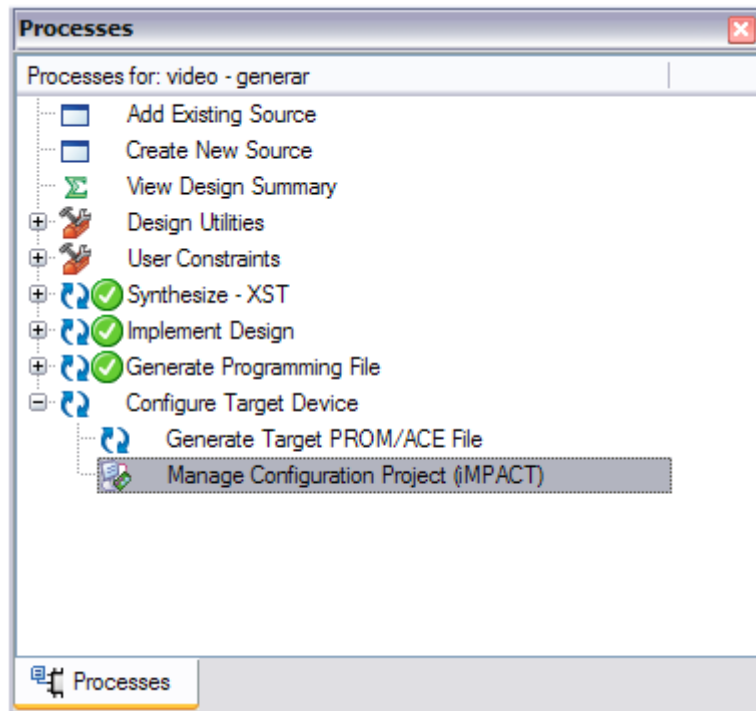 Processes
Processes for: video - generar
Add Existing Source
Create New Source
View Design Summary
Design Utilities
User Constraints
Synthesize - XST
Implement Design
Generate Programming File
Configure Target Device
Generate Target PROM/ACE File
Manage Configuration Project (iMPACT)
Processes